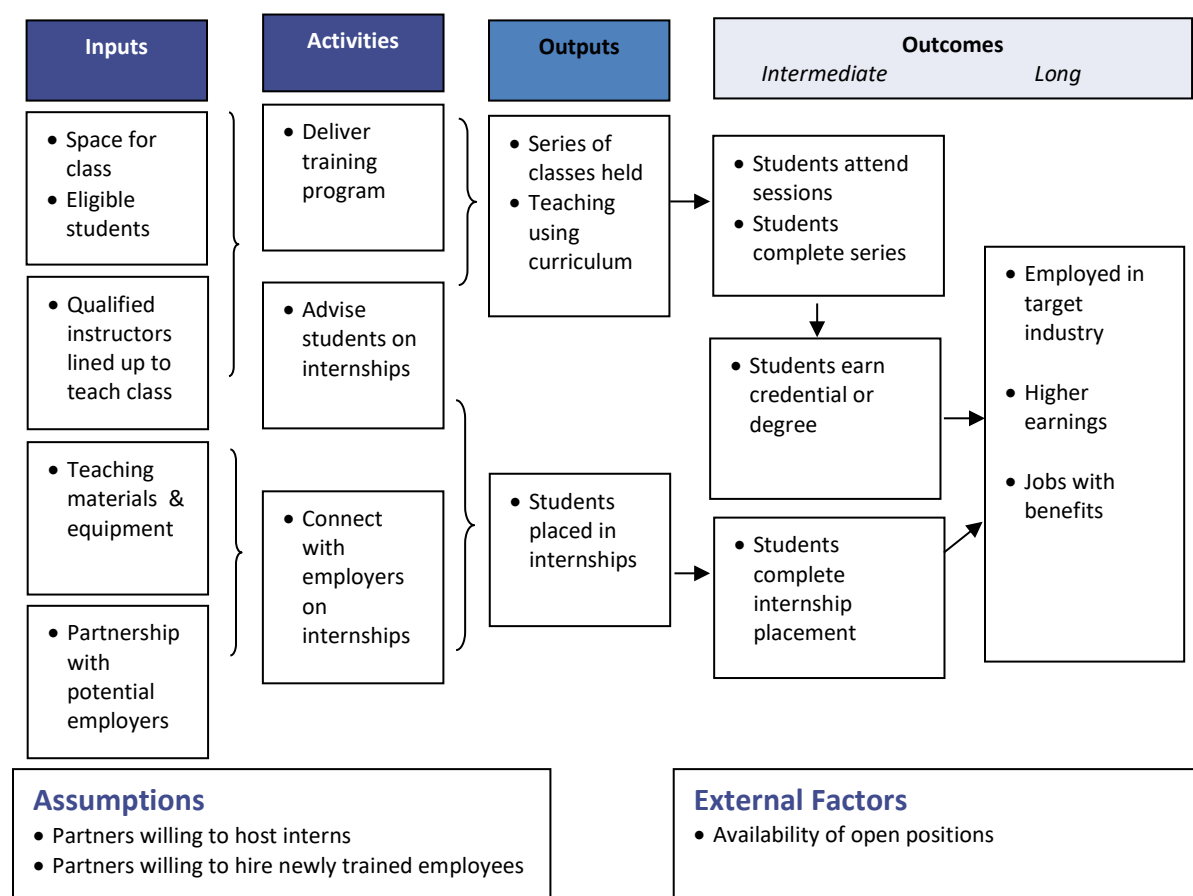 Inputs
Activities
Outputs
Outcomes
Intermediate Long
• Space for
class
• Eligible
students
• Qualified
instructors
lined up to
teach class
• Teaching
materials &
equipment
• Partnership
with
potential
employers
• Deliver
training
program
• Advise
students on
internships
• Connect
with
employers
on
internships
• Series of
classes held
• Teaching
using
curriculum
• Students
placed in
internships
• Students attend
sessions
• Students
complete series
• Students earn
credential or
degree
• Students
complete
internship
placement
• Employed in
target
industry
• Higher
earnings
• Jobs with
benefits
Assumptions
• Partners willing to host interns
• Partners willing to hire newly trained employees
External Factors
• Availability of open positions